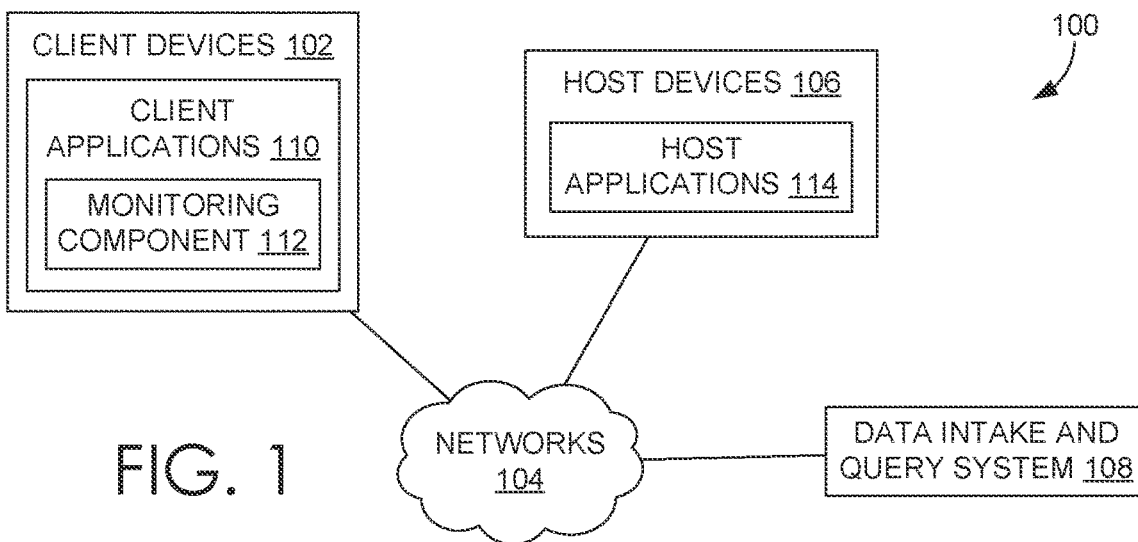 100
CLIENT DEVICES 102
CLIENT
APPLICATIONS 110
MONITORING
COMPONENT 112
HOST DEVICES 106
HOST
APPLICATIONS 114
NETWORKS
104
DATA INTAKE AND
QUERY SYSTEM 108
FIG. 1